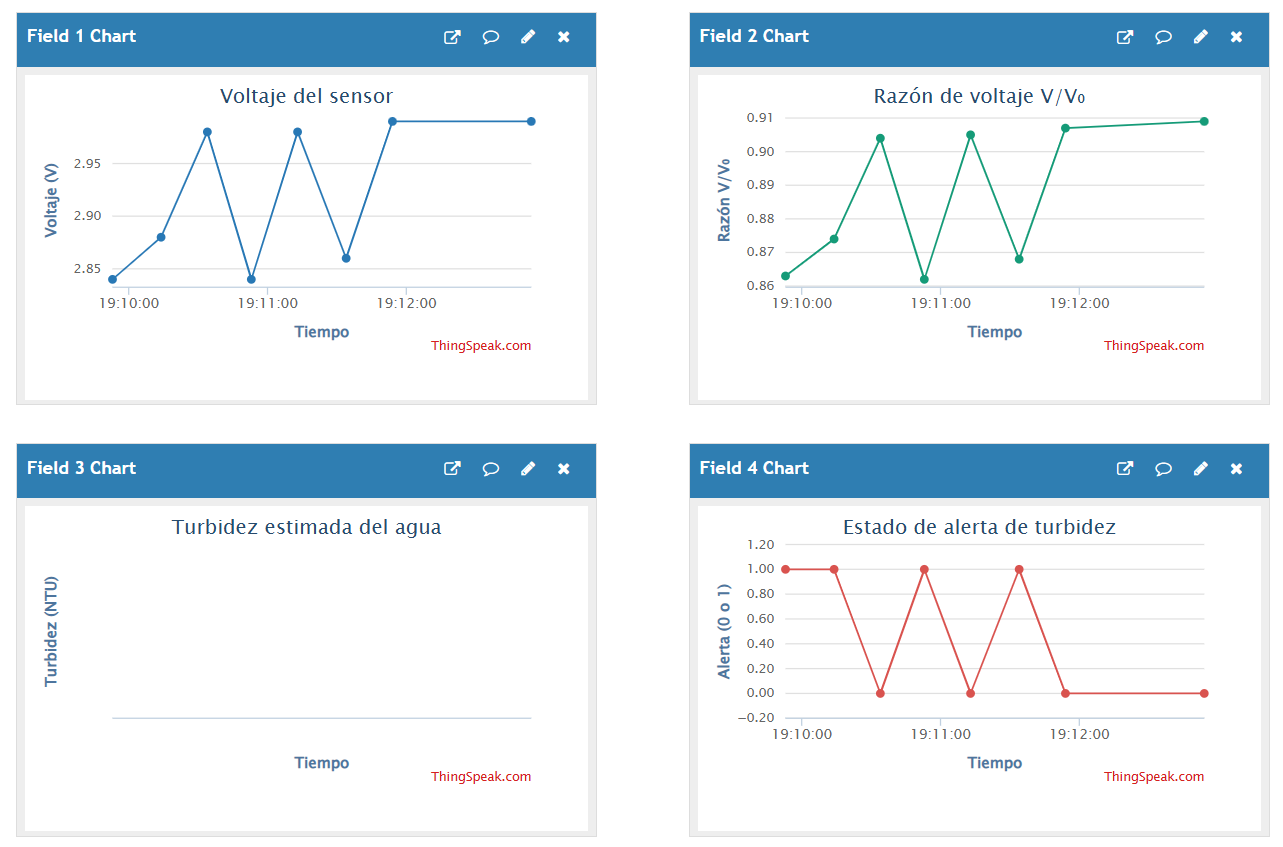 Field 1 Chart
Voltaje del sensor
Voltaje (V)
2.95
2.90
2.85
19:10:00 19:11:00 19:12:00
Tiempo
ThingSpeak.com
Field 2 Chart
Razón de voltaje V/V₀
Razón V/V₀
0.91
0.90
0.89
0.88
0.87
0.86
19:10:00 19:11:00 19:12:00
Tiempo
ThingSpeak.com
Field 3 Chart
Turbidez estimada del agua
Turbidez (NTU)
Tiempo
ThingSpeak.com
Field 4 Chart
Estado de alerta de turbidez
Alerta (0 o 1)
1.20
1.00
0.80
0.60
0.40
0.20
0.00
−0.20
19:10:00 19:11:00 19:12:00
Tiempo
ThingSpeak.com